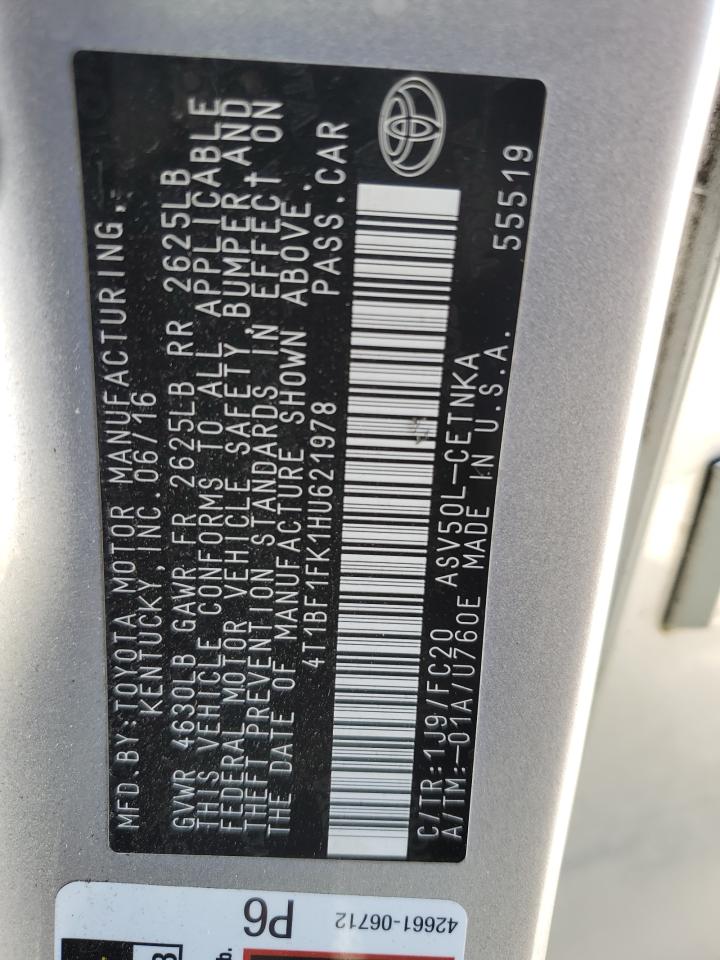 MFD.BY:TOYOTA MOTOR MANUFACTURING,
KENTUCKY,INC.06/16
GVWR 4630LB GAWR FR 2625LB RR 2625LB
THIS VEHICLE CONFORMS TO ALL APPLICABLE
FEDERAL MOTOR VEHICLE SAFETY,BUMPER,AND
THEFT PREVENTION STANDARDS IN EFFECT ON
THE DATE OF MANUFACTURE SHOWN ABOVE.
4T1BF1FK1HU621978 PASS.CAR
C/TR:1J9/FC20 ASV50L-CETNKA
A/TM:-01A/U760E MADE IN U.S.A. 55519
P6
42661-06712